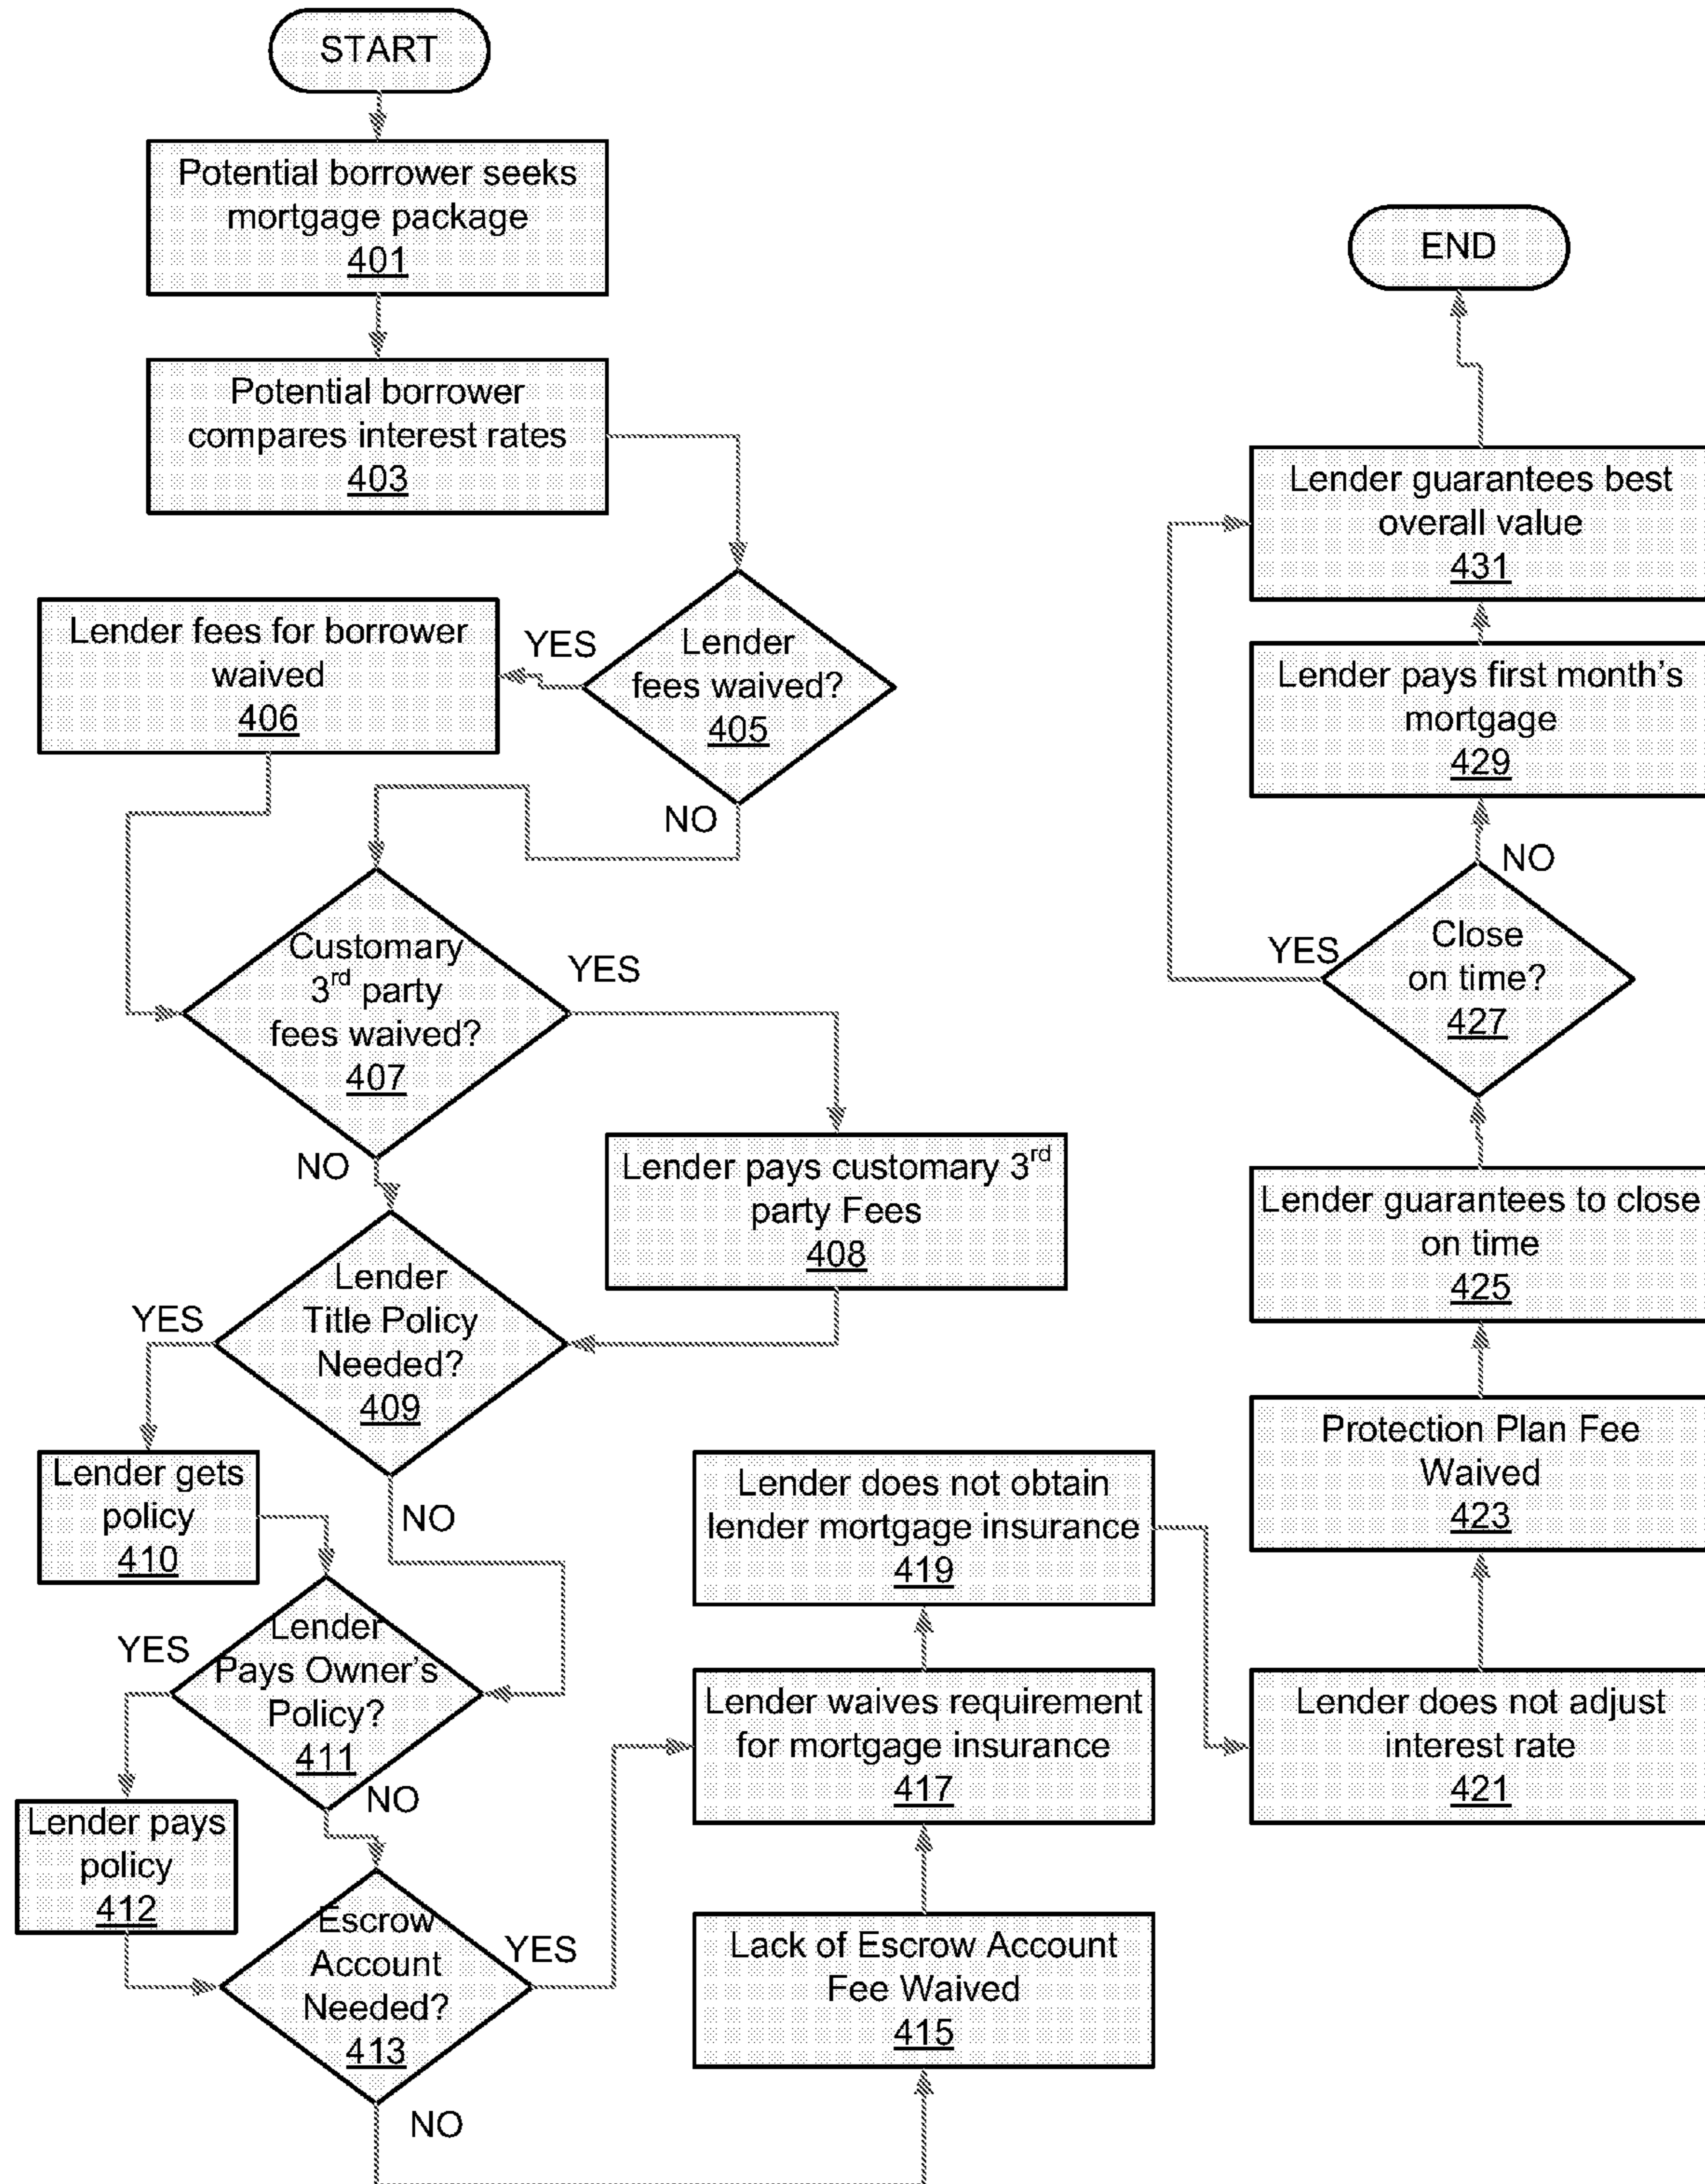 START
Potential borrower seeks
mortgage package
401
Potential borrower
compares interest rates
403
Lender
fees waived?
405
YES
NO
Lender fees for borrower
waived
406
Customary
3rd party
fees waived?
407
YES
NO
Lender pays customary 3rd
party Fees
408
Lender
Title Policy
Needed?
409
YES
NO
Lender gets
policy
410
Lender
Pays Owner's
Policy?
411
YES
NO
Lender pays
policy
412
Escrow
Account
Needed?
413
YES
NO
Lack of Escrow Account
Fee Waived
415
Lender waives requirement
for mortgage insurance
417
Lender does not obtain
lender mortgage insurance
419
Lender does not adjust
interest rate
421
Protection Plan Fee
Waived
423
Lender guarantees to close
on time
425
Close
on time?
427
YES
NO
Lender pays first month's
mortgage
429
Lender guarantees best
overall value
431
END